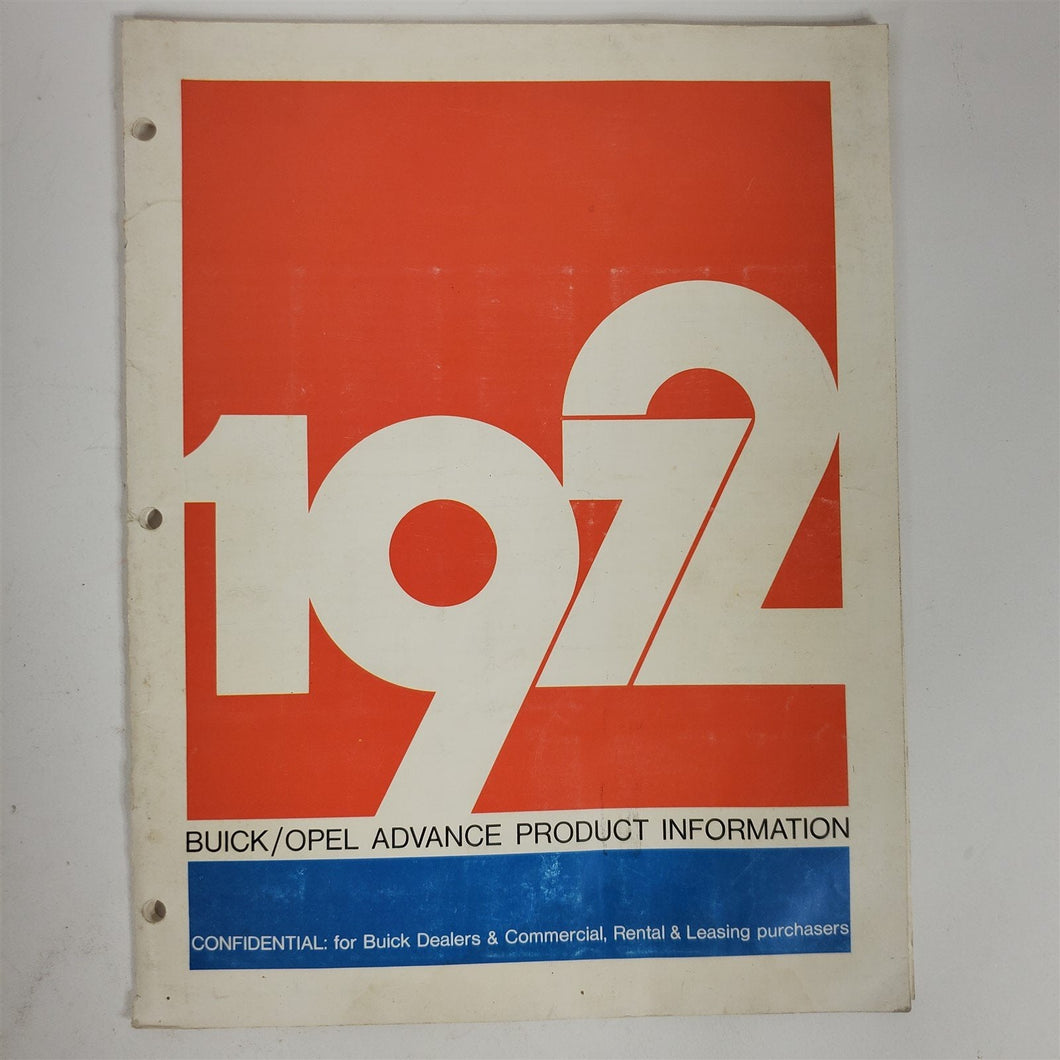 1972
BUICK/OPEL ADVANCE PRODUCT INFORMATION
CONFIDENTIAL: for Buick Dealers & Commercial, Rental & Leasing purchasers